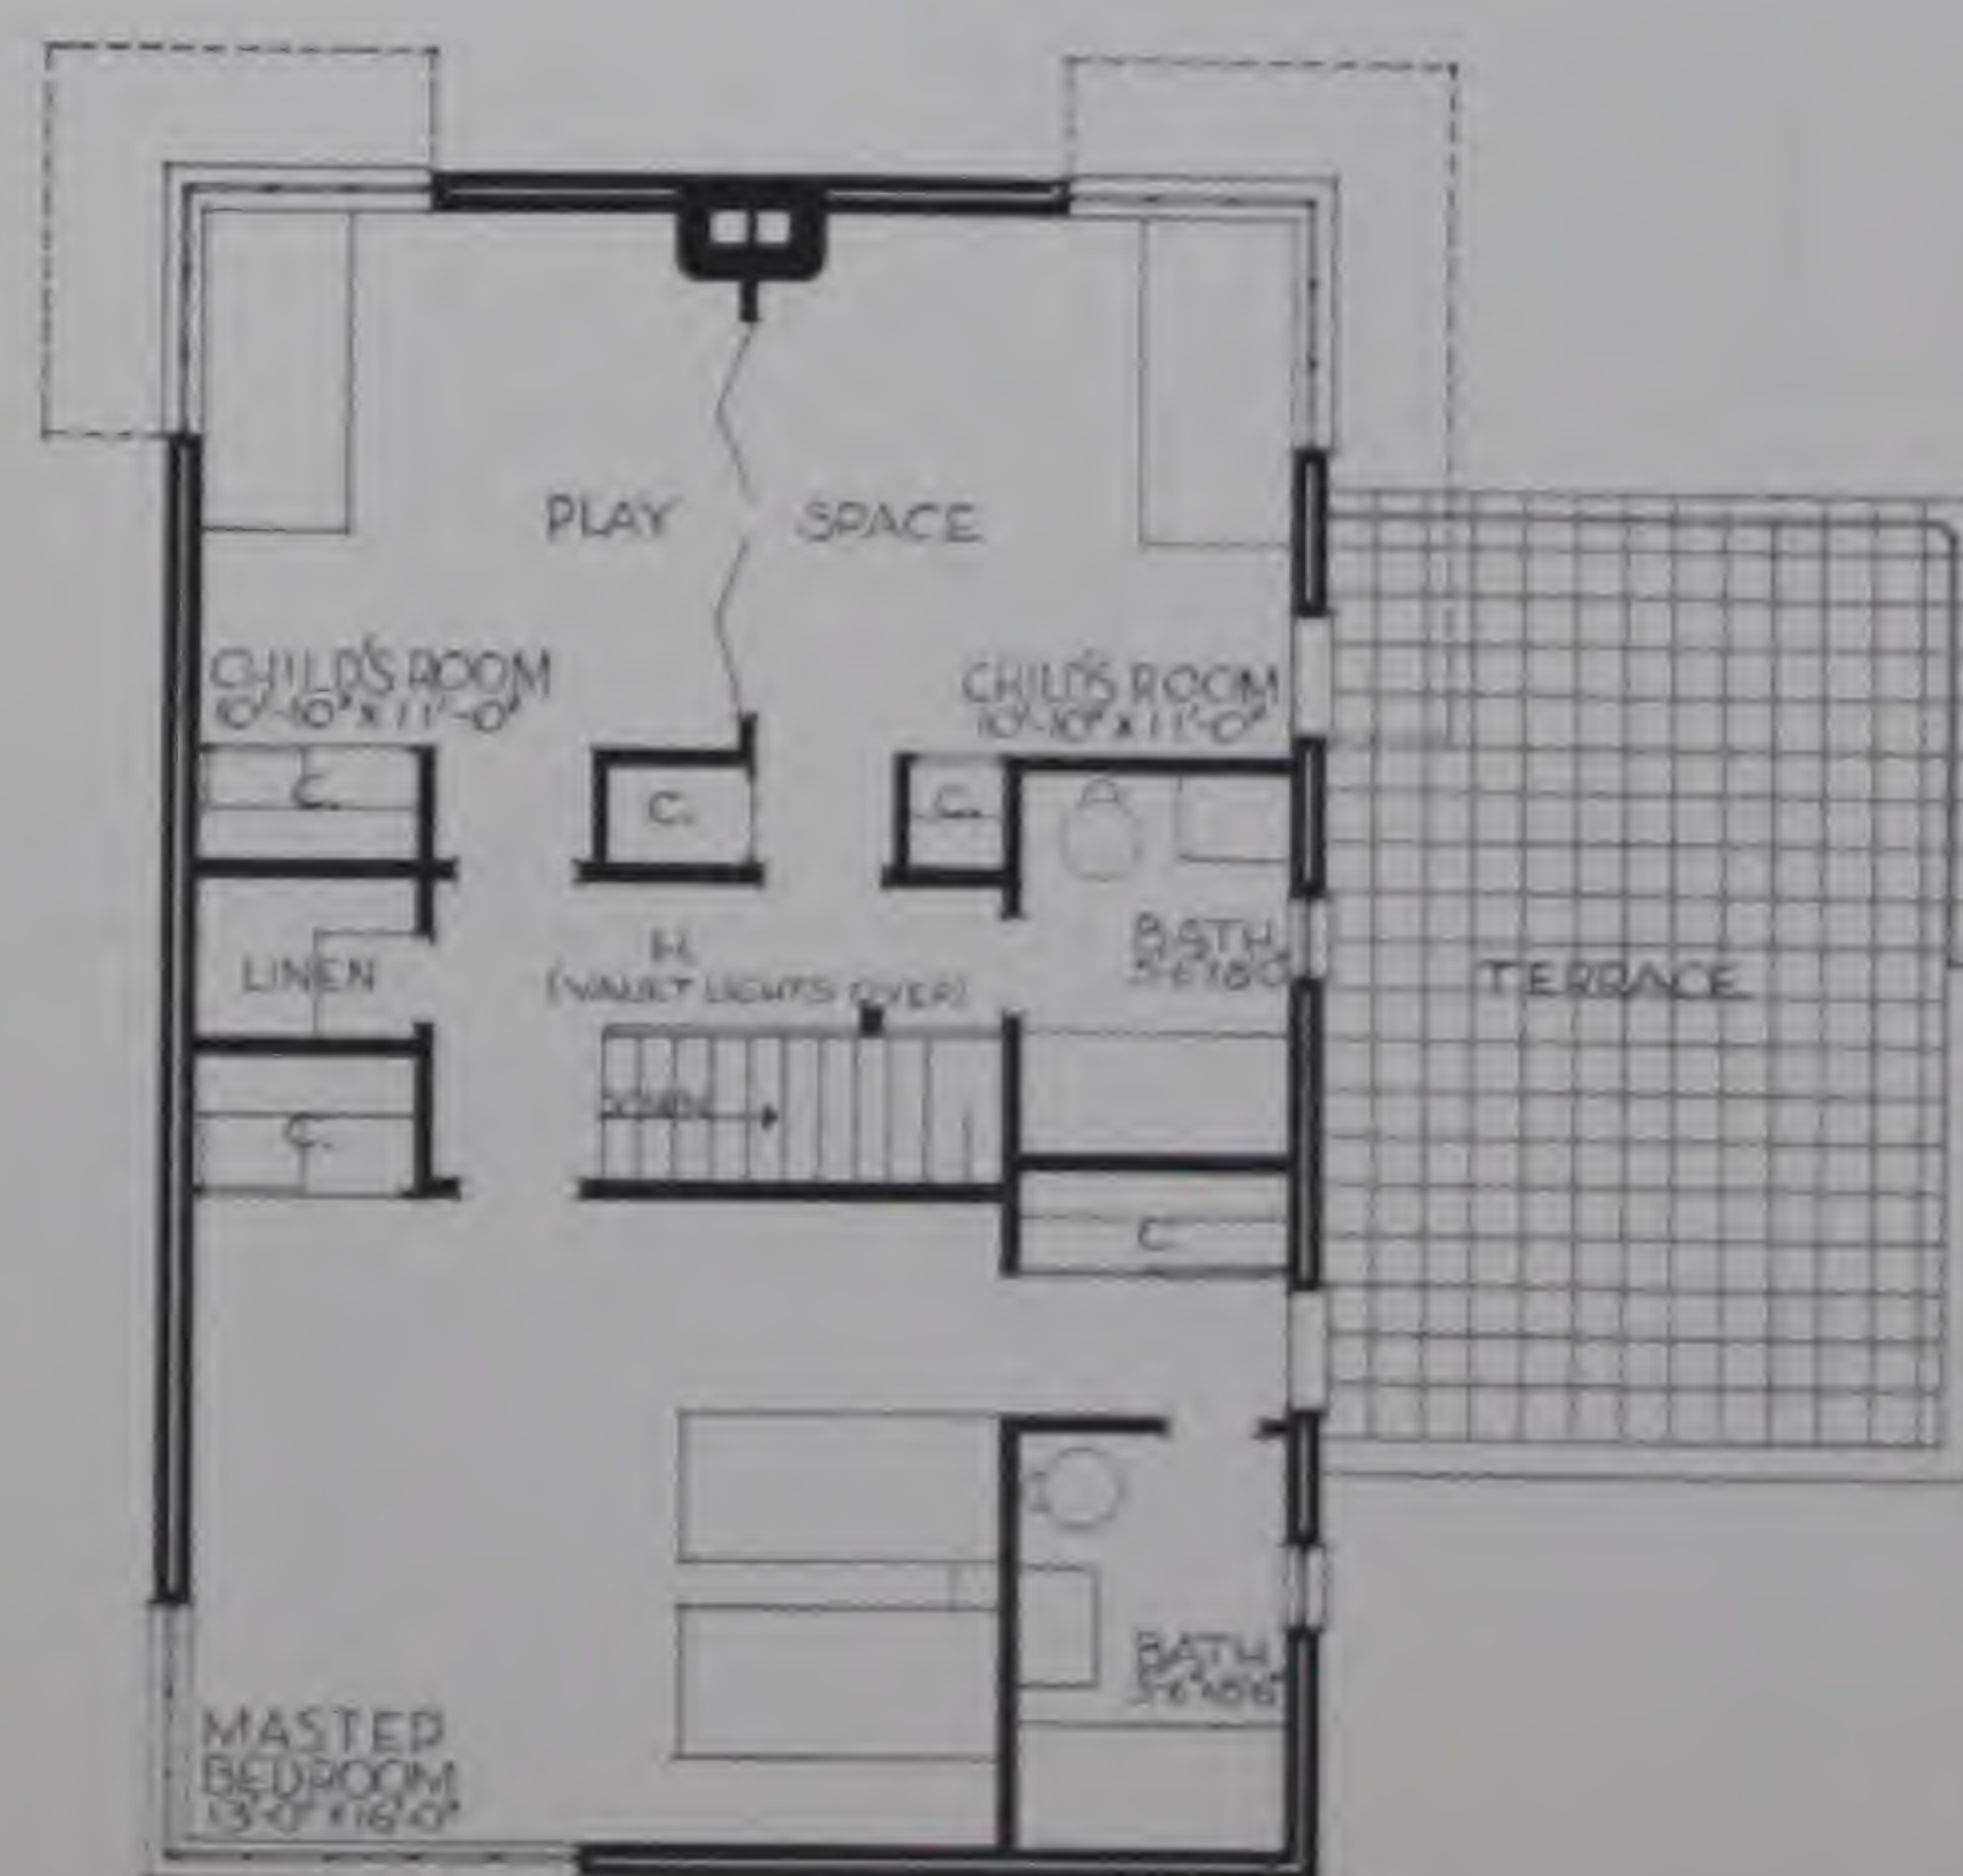 PLAY SPACE
CHILD'S ROOM
10'-10" X 11'-0"
CHILD'S ROOM
10'-10" X 11'-0"
C.
C.
C.
LINEN
H.
(VAULT LIGHTS OVER)
BATH
TERRACE
DOWN
C.
C
BATH
MASTER
BEDROOM
13'-0" X 16'-0"